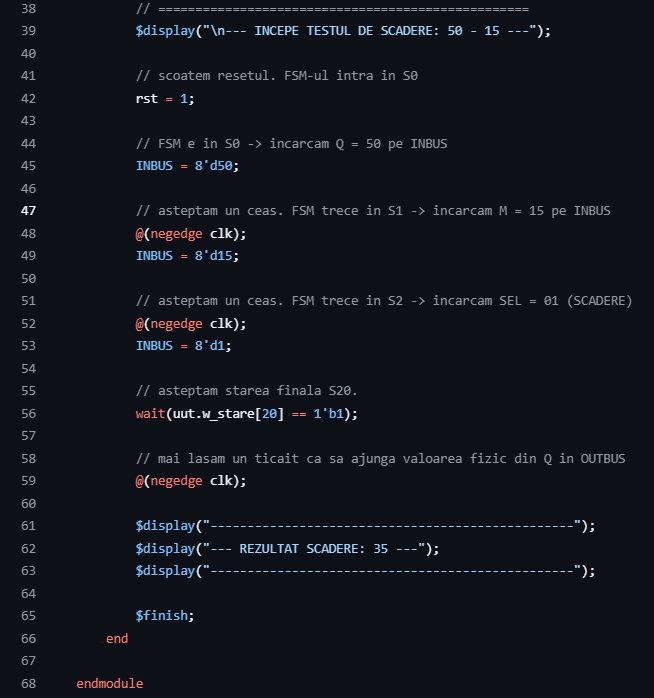 38 // ==================================================
39 $display("\n--- INCEPE TESTUL DE SCADERE: 50 - 15 ---");
40
41 // scoatem resetul. FSM-ul intra in S0
42 rst = 1;
43
44 // FSM e in S0 -> incarcam Q = 50 pe INBUS
45 INBUS = 8'd50;
46
47 // asteptam un ceas. FSM trece in S1 -> incarcam M = 15 pe INBUS
48 @(negedge clk);
49 INBUS = 8'd15;
50
51 // asteptam un ceas. FSM trece in S2 -> incarcam SEL = 01 (SCADERE)
52 @(negedge clk);
53 INBUS = 8'd1;
54
55 // asteptam starea finala S20.
56 wait(uut.w_stare[20] == 1'b1);
57
58 // mai lasam un ticait ca sa ajunga valoarea fizic din Q in OUTBUS
59 @(negedge clk);
60
61 $display("-------------------------------------------------");
62 $display("--- REZULTAT SCADERE: 35 ---");
63 $display("-------------------------------------------------");
64
65 $finish;
66 end
67
68 endmodule